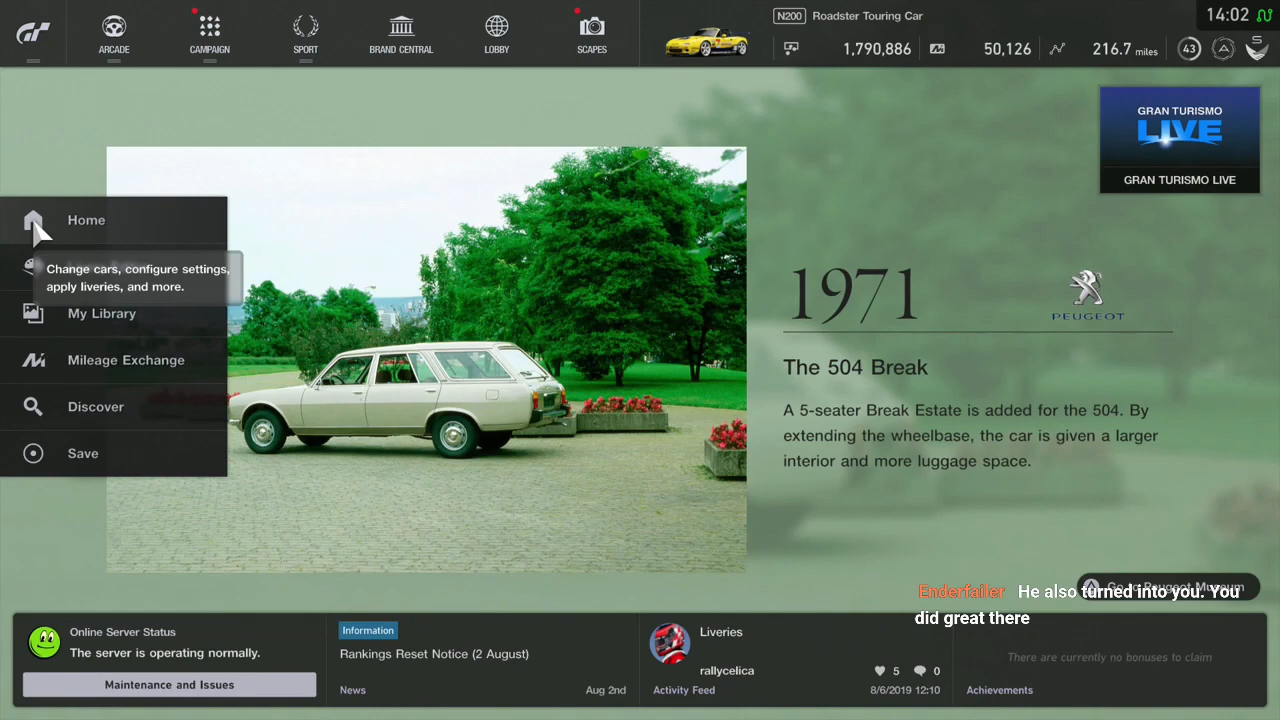 ARCADE
CAMPAIGN
SPORT
BRAND CENTRAL
LOBBY
SCAPES
N200 Roadster Touring Car
1,790,886
50,126
216.7 miles
43
S
14:02
GRAN TURISMO
LIVE
GRAN TURISMO LIVE
Home
Change cars, configure settings,
apply liveries, and more.
My Library
Mileage Exchange
Discover
Save
1971
PEUGEOT
The 504 Break
A 5-seater Break Estate is added for the 504. By
extending the wheelbase, the car is given a larger
interior and more luggage space.
Go to Peugeot Museum
Enderfailer He also turned into you. You
did great there
Online Server Status
The server is operating normally.
Maintenance and Issues
Information
Rankings Reset Notice (2 August)
News
Aug 2nd
Liveries
rallycelica
5
0
Activity Feed
8/6/2019 12:10
There are currently no bonuses to claim
Achievements